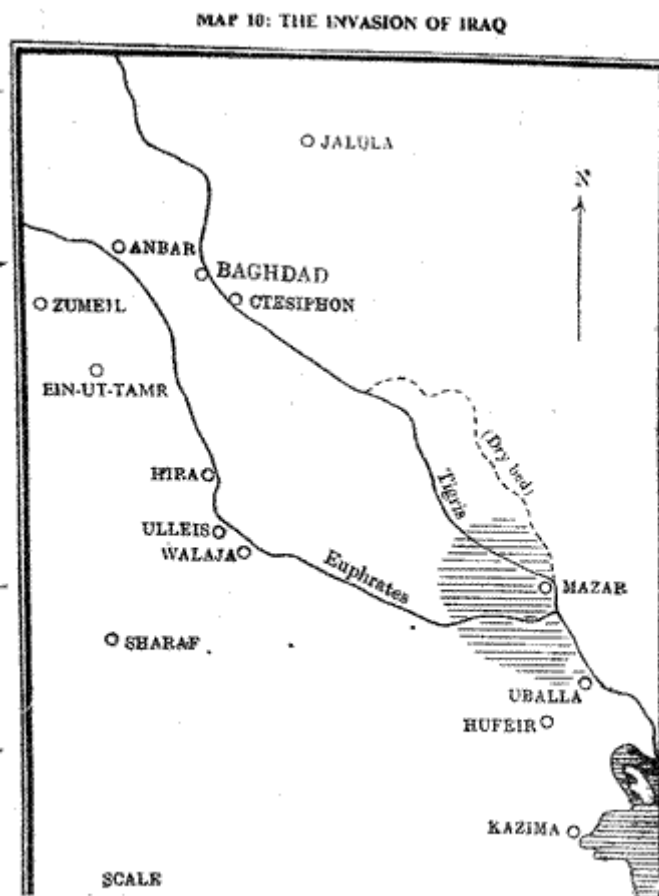 MAP 10: THE INVASION OF IRAQ
JALULA
N
ANBAR
BAGHDAD
ZUMEIL
CTESIPHON
EIN-UT-TAMR
(Dry bed)
HIRA
Tigris
ULLEIS
WALAJA
Euphrates
MAZAR
SHARAF
UBALLA
HUFEIR
KAZIMA
SCALE